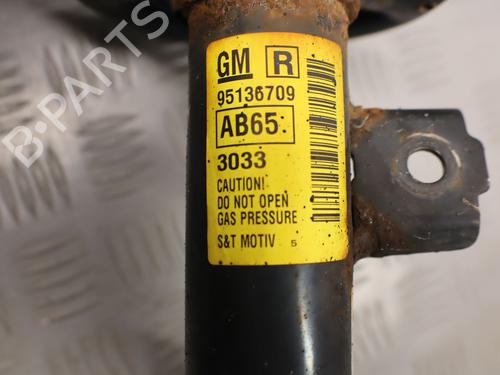 GM R
95136709
AB65:
3033
CAUTION!
DO NOT OPEN
GAS PRESSURE
S&T MOTIV 5
B-PARTS